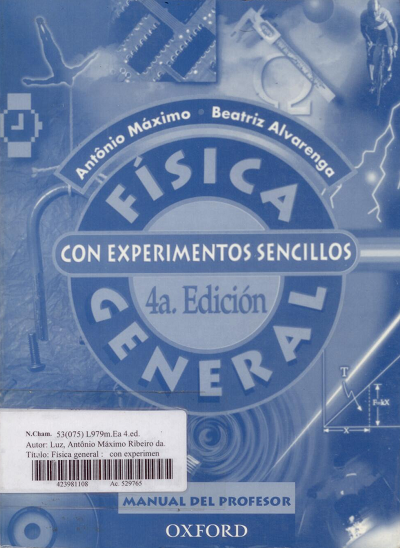 Antônio Máximo • Beatriz Alvarenga
FÍSICA
CON EXPERIMENTOS SENCILLOS
4a. Edición
GENERAL
T
F=kX
X
N.Cham. 53(075) L979m.Ea 4.ed.
Autor: Luz, Antônio Máximo Ribeiro da.
Título: Física general : con experimen
423981108 Ac. 529765
MANUAL DEL PROFESOR
OXFORD